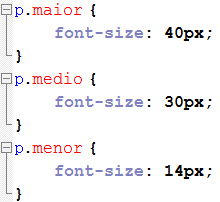 p.maior {
    font-size: 40px;
}
p.medio {
    font-size: 30px;
}
p.menor {
    font-size: 14px;
}